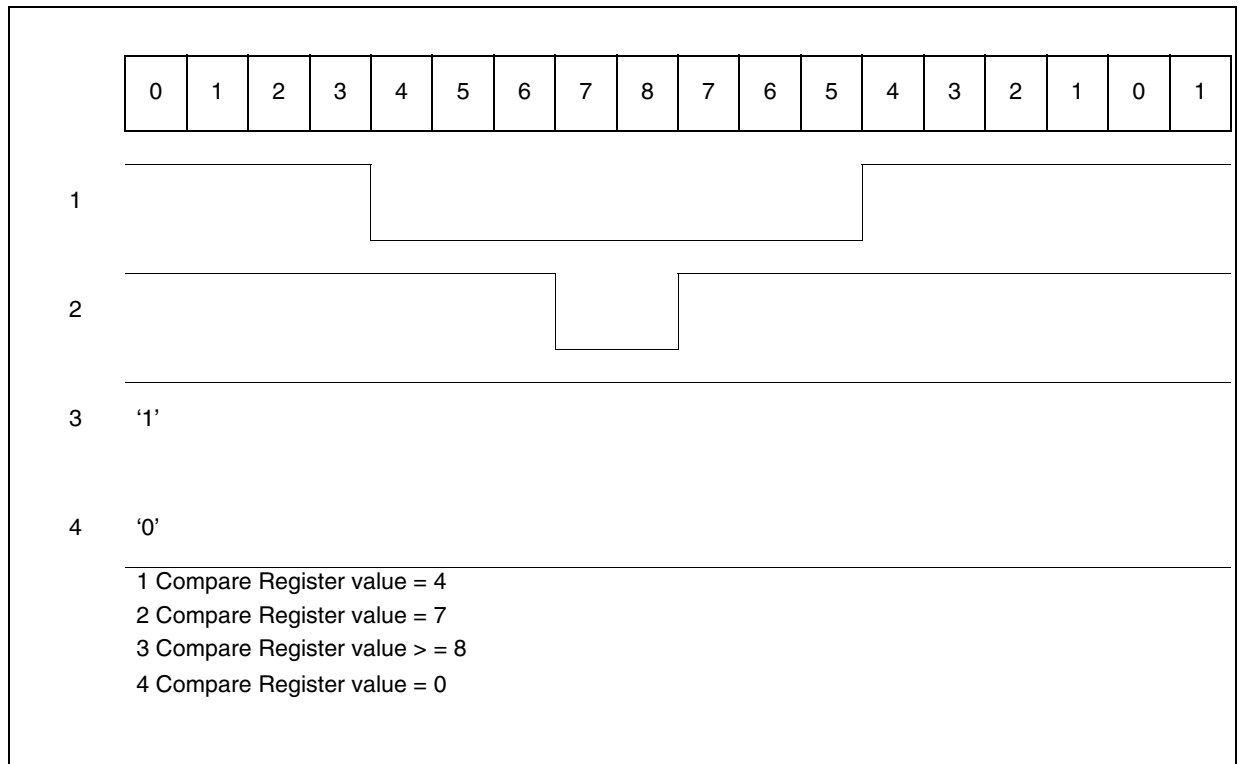 0 1 2 3 4 5 6 7 8 7 6 5 4 3 2 1 0 1
1
2
3 ‘1’
4 ‘0’
1 Compare Register value = 4
2 Compare Register value = 7
3 Compare Register value > = 8
4 Compare Register value = 0